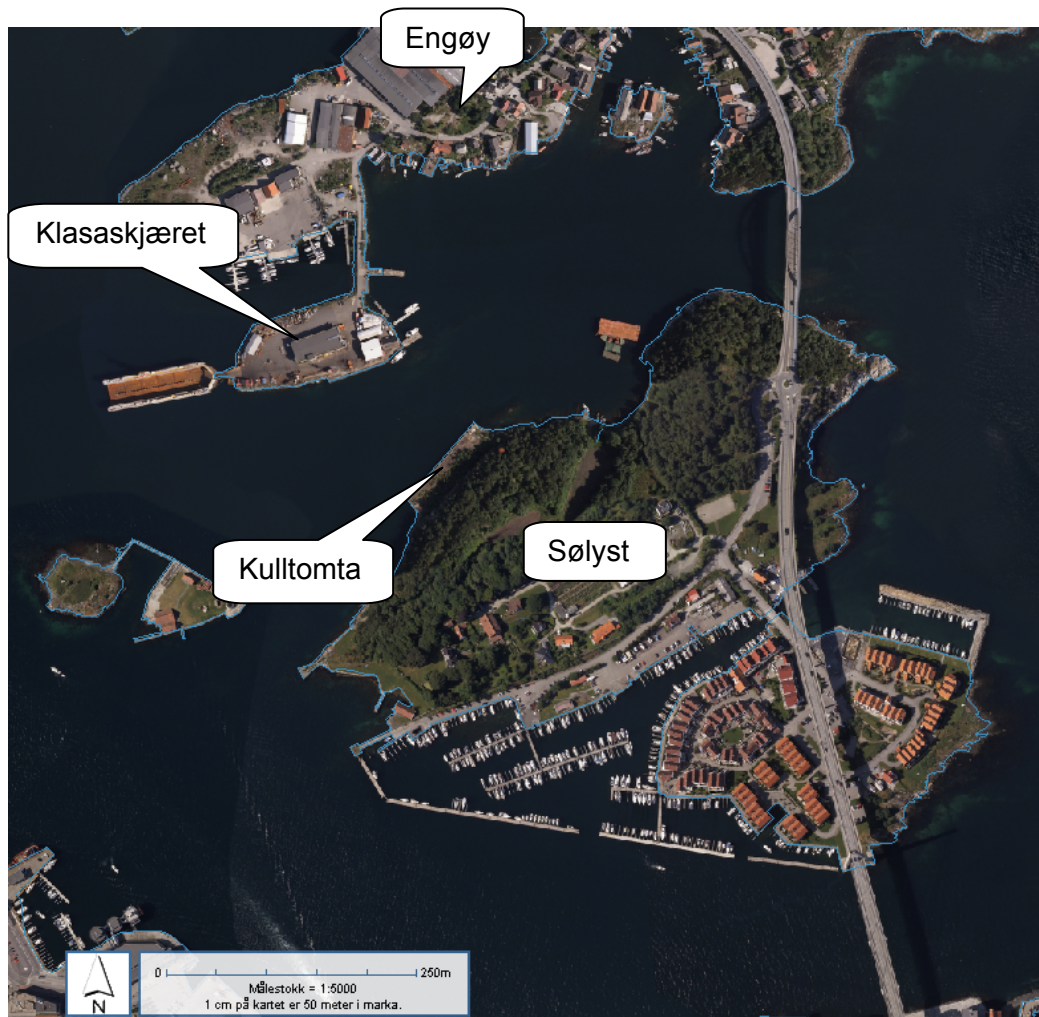 Engøy
Klasaskjæret
Kulltomta
Sølyst
0 250m
Målestokk = 1:5000
1 cm på kartet er 50 meter i marka.
N